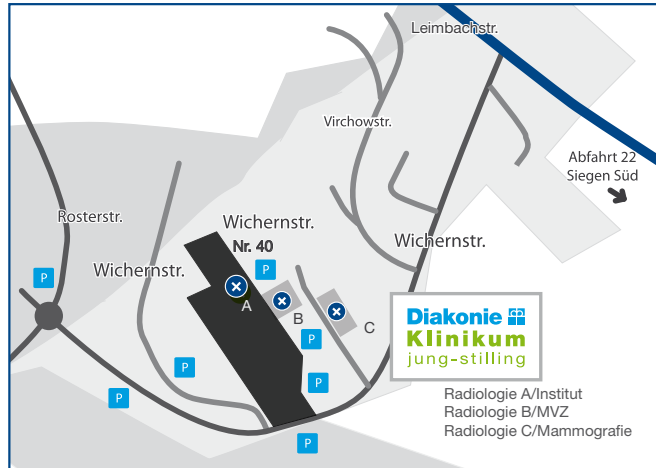 Leimbachstr.
Virchowstr.
Abfahrt 22
Siegen Süd
Rosterstr.
Wichernstr.
Nr. 40
Wichernstr.
Wichernstr.
P
P
A
B
C
P
P
P
P
P
Diakonie
Klinikum
jung-stilling
Radiologie A/Institut
Radiologie B/MVZ
Radiologie C/Mammografie